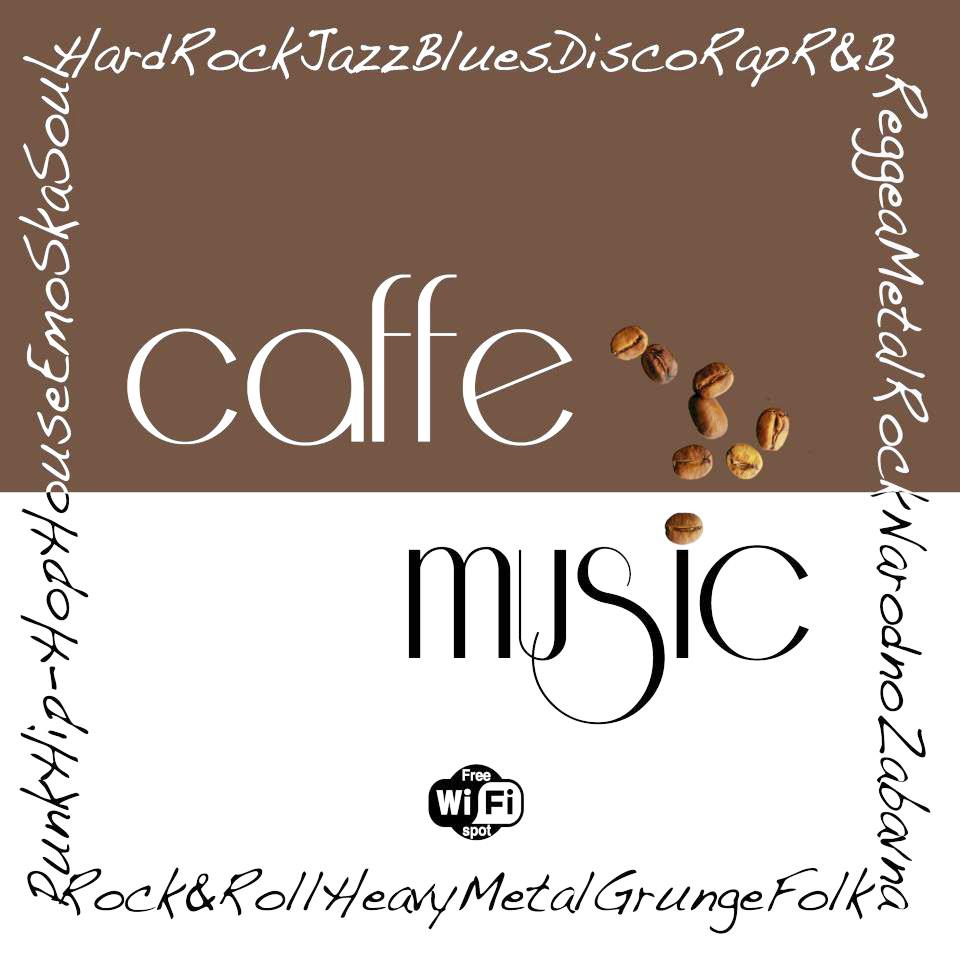 HardRockJazzBluesDiscoRapR&B
ReggeaMetalRockNarodnoZabavna
caffe
music
Free
WiFi
spot
PunkHip-HopHouseEmoSkaSoul
Rock&RollHeavyMetalGrungeFolk